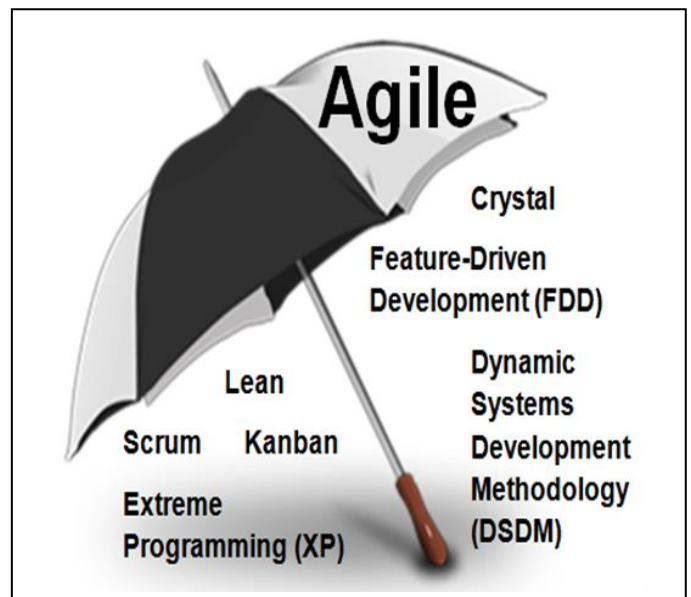 Agile
Crystal
Feature-Driven
Development (FDD)
Lean
Scrum
Kanban
Extreme
Programming (XP)
Dynamic
Systems
Development
Methodology
(DSDM)